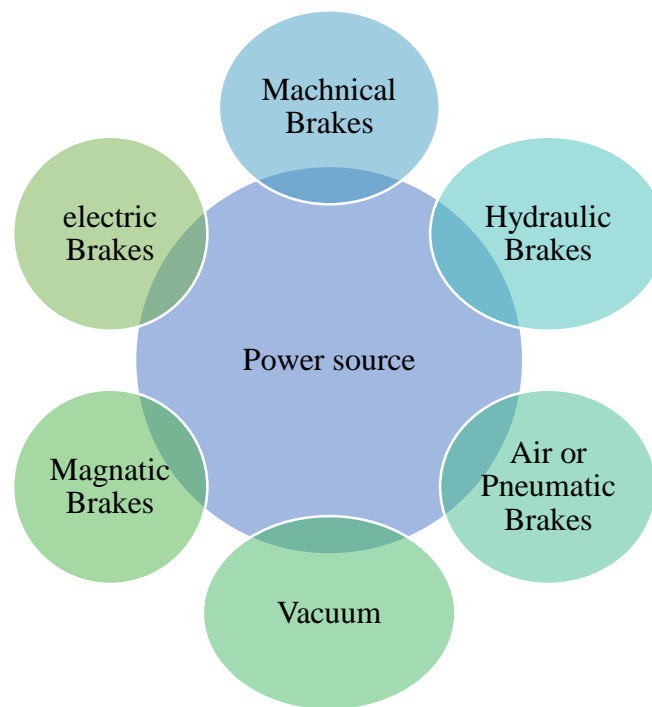 Machnical
Brakes
electric
Brakes
Hydraulic
Brakes
Power source
Magnatic
Brakes
Air or
Pneumatic
Brakes
Vacuum